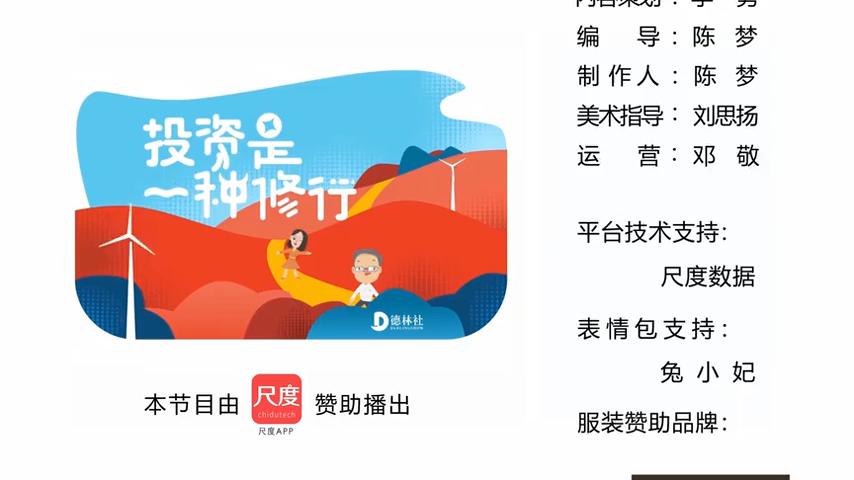 投资是
一种修行
德林社
DARLINGSHOW
本节目由
尺度
chidutech
尺度APP
赞助播出
编 导：陈 梦
制作人：陈 梦
美术指导：刘思扬
运 营：邓 敬
平台技术支持：
尺度数据
表情包支持：
兔小妃
服装赞助品牌：